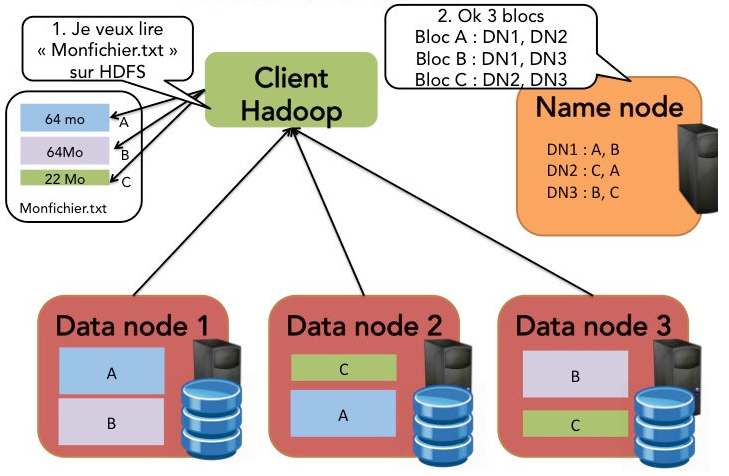 1. Je veux lire
« Monfichier.txt »
sur HDFS
2. Ok 3 blocs
Bloc A : DN1, DN2
Bloc B : DN1, DN3
Bloc C : DN2, DN3
Client
Hadoop
Name node
DN1 : A, B
DN2 : C, A
DN3 : B, C
64 mo
A
64Mo
B
22 Mo
C
Monfichier.txt
Data node 1
A
B
Data node 2
C
A
Data node 3
B
C